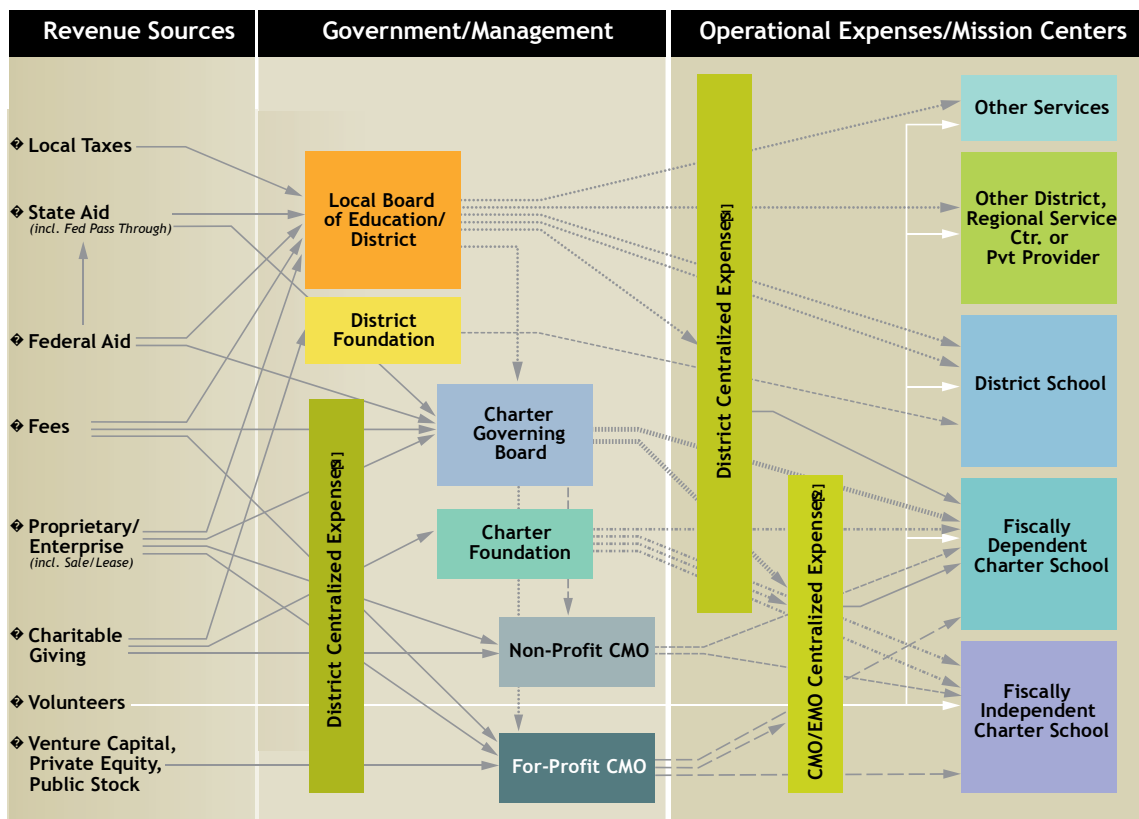 Revenue Sources
Government/Management
Operational Expenses/Mission Centers
� Local Taxes
� State Aid
(incl. Fed Pass Through)
� Federal Aid
� Fees
� Proprietary/
Enterprise
(incl. Sale/Lease)
� Charitable
Giving
� Volunteers
� Venture Capital,
Private Equity,
Public Stock
Local Board
of Education/
District
District
Foundation
Charter
Governing
Board
Charter
Foundation
Non-Profit CMO
For-Profit CMO
District Centralized Expenses
District Centralized Expenses
CMO/EMO Centralized Expenses
Other Services
Other District,
Regional Service
Ctr. or
Pvt Provider
District School
Fiscally
Dependent
Charter School
Fiscally
Independent
Charter School